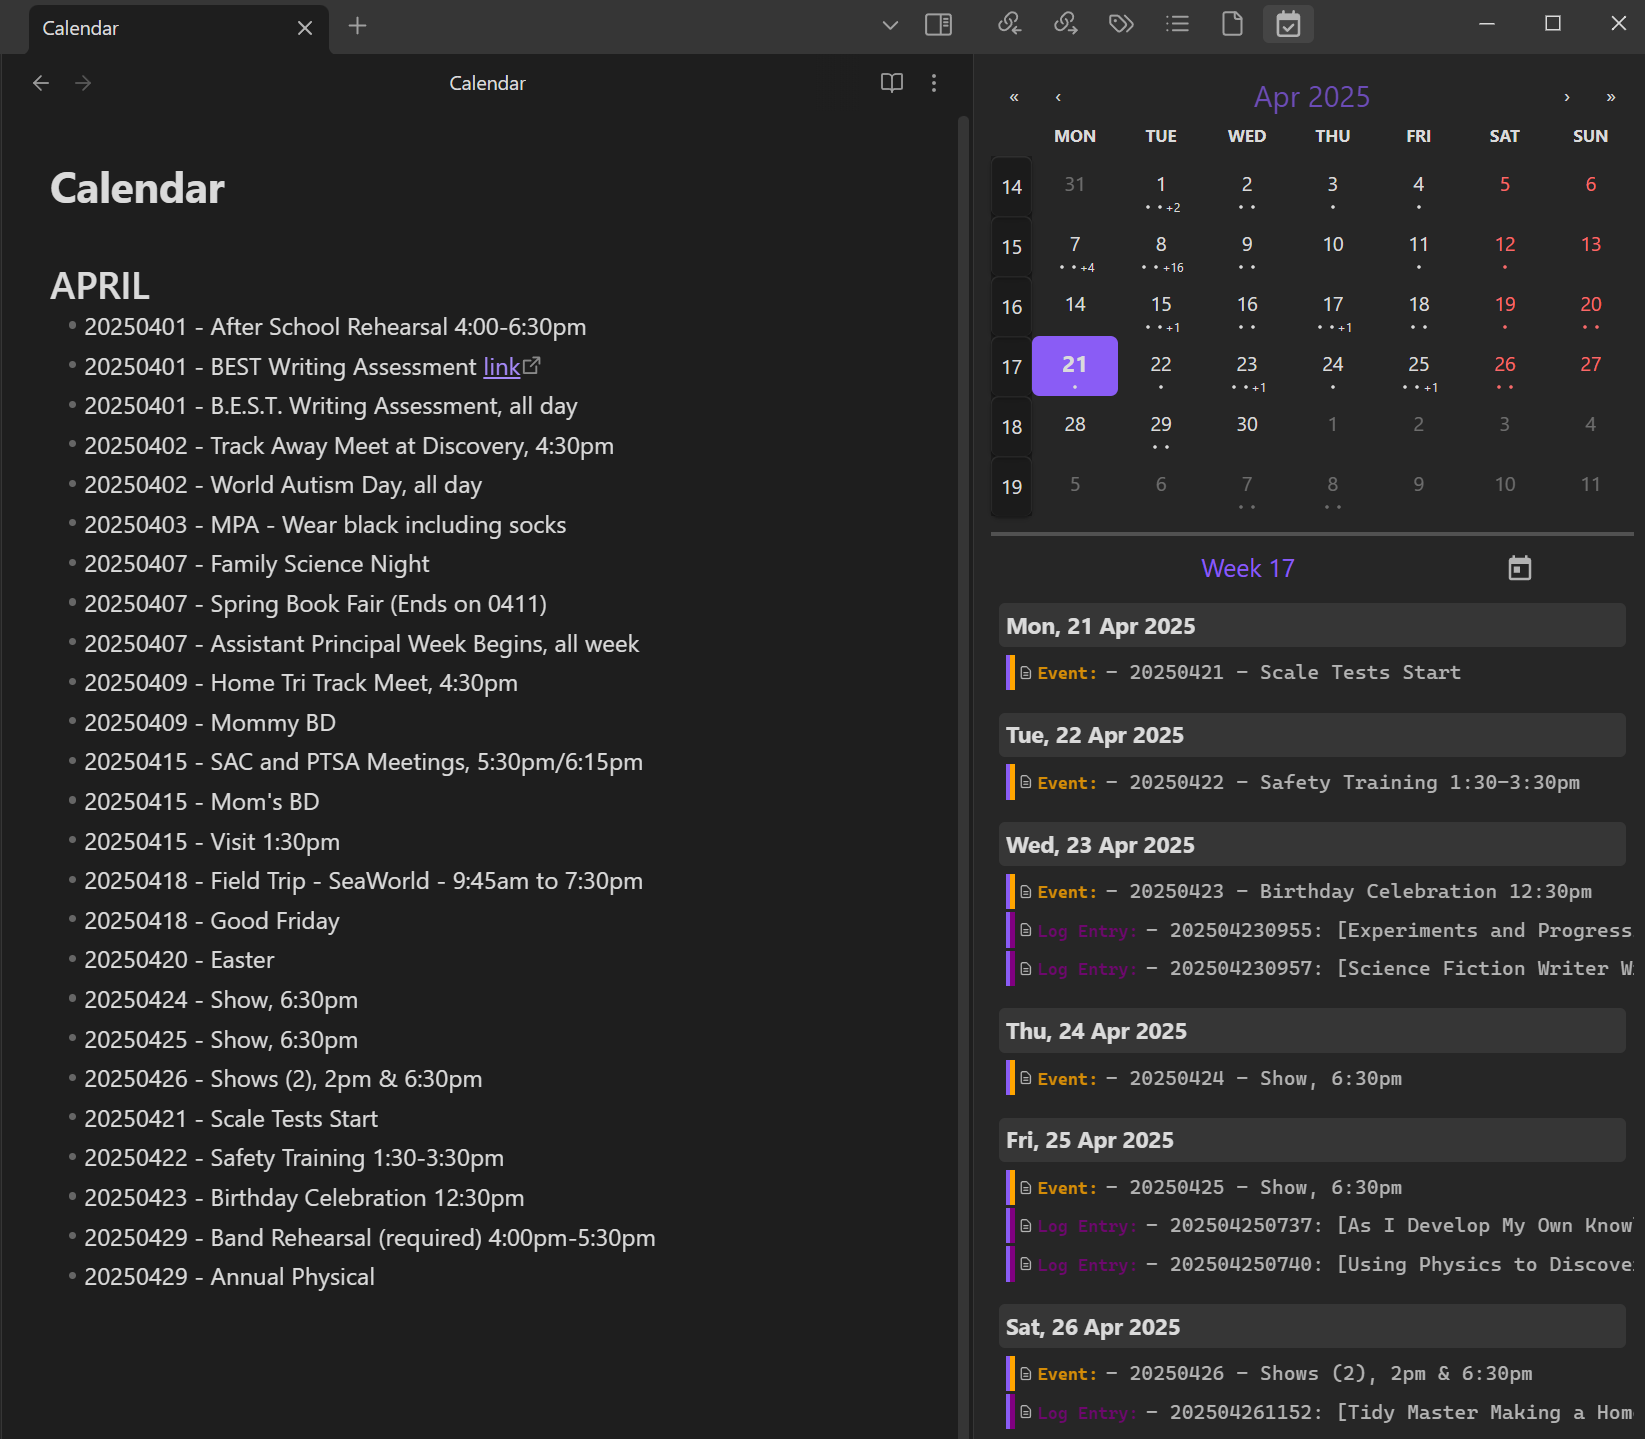 Calendar
Calendar
Calendar
APRIL
20250401 - After School Rehearsal 4:00-6:30pm
20250401 - BEST Writing Assessment link
20250401 - B.E.S.T. Writing Assessment, all day
20250402 - Track Away Meet at Discovery, 4:30pm
20250402 - World Autism Day, all day
20250403 - MPA - Wear black including socks
20250407 - Family Science Night
20250407 - Spring Book Fair (Ends on 0411)
20250407 - Assistant Principal Week Begins, all week
20250409 - Home Tri Track Meet, 4:30pm
20250409 - Mommy BD
20250415 - SAC and PTSA Meetings, 5:30pm/6:15pm
20250415 - Mom's BD
20250415 - Visit 1:30pm
20250418 - Field Trip - SeaWorld - 9:45am to 7:30pm
20250418 - Good Friday
20250420 - Easter
20250424 - Show, 6:30pm
20250425 - Show, 6:30pm
20250426 - Shows (2), 2pm & 6:30pm
20250421 - Scale Tests Start
20250422 - Safety Training 1:30-3:30pm
20250423 - Birthday Celebration 12:30pm
20250429 - Band Rehearsal (required) 4:00pm-5:30pm
20250429 - Annual Physical
« ‹ Apr 2025 › »
MON TUE WED THU FRI SAT SUN
14 31 1 2 3 4 5 6
+2
15 7 8 9 10 11 12 13
+4 +16
16 14 15 16 17 18 19 20
+1 +1
17 21 22 23 24 25 26 27
+1 +1
18 28 29 30 1 2 3 4
19 5 6 7 8 9 10 11
Week 17
Mon, 21 Apr 2025
Event: - 20250421 - Scale Tests Start
Tue, 22 Apr 2025
Event: - 20250422 - Safety Training 1:30-3:30pm
Wed, 23 Apr 2025
Event: - 20250423 - Birthday Celebration 12:30pm
Log Entry: - 202504230955: [Experiments and Progress
Log Entry: - 202504230957: [Science Fiction Writer W
Thu, 24 Apr 2025
Event: - 20250424 - Show, 6:30pm
Fri, 25 Apr 2025
Event: - 20250425 - Show, 6:30pm
Log Entry: - 202504250737: [As I Develop My Own Know
Log Entry: - 202504250740: [Using Physics to Discove
Sat, 26 Apr 2025
Event: - 20250426 - Shows (2), 2pm & 6:30pm
Log Entry: - 202504261152: [Tidy Master Making a Hom